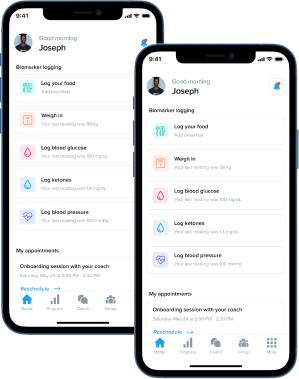 9:41
Good morning
Joseph
Biomarker logging
Log your food
Add breakfast
Weigh in
Your last reading was 98 kg
Log blood glucose
Your last reading was 100 mg/dL
Log ketones
Your last reading was 1.4 mg/dL
Log blood pressure
Your last reading was 100 mmHg
My appointments
Onboarding session with your coach
Saturday, May 24 at 2:30 PM - 2:30 PM
Reschedule
Home
Progress
Coach
Group
9:41
Good morning
Joseph
Biomarker logging
Log your food
Add breakfast
Weigh in
Your last reading was 98 kg
Log blood glucose
Your last reading was 100 mg/dL
Log ketones
Your last reading was 1.4 mg/dL
Log blood pressure
Your last reading was 100 mmHg
My appointments
Onboarding session with your coach
Saturday, May 24 at 2:30 PM - 2:30 PM
Reschedule
Home
Progress
Coach
Group
More